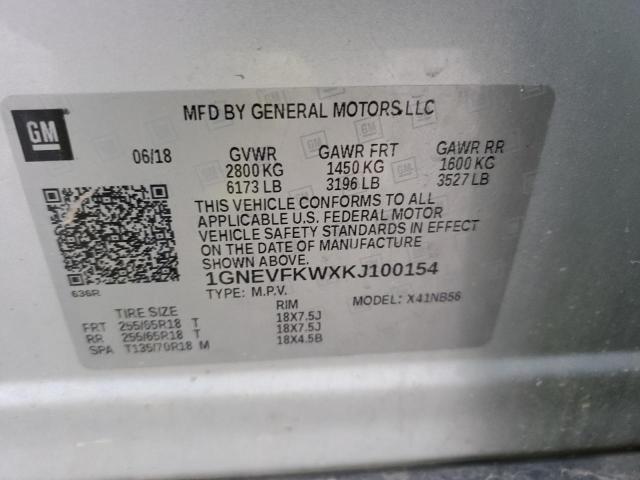 GM
MFD BY GENERAL MOTORS LLC
06/18 GVWR GAWR FRT GAWR RR
2800 KG 1450 KG 1600 KG
6173 LB 3196 LB 3527 LB
THIS VEHICLE CONFORMS TO ALL
APPLICABLE U.S. FEDERAL MOTOR
VEHICLE SAFETY STANDARDS IN EFFECT
ON THE DATE OF MANUFACTURE
SHOWN ABOVE.
1GNEVFKWXKJ100154
TYPE: M.P.V. MODEL: X41NB56
636R
TIRE SIZE RIM
FRT 255/65R18 T 18X7.5J
RR 255/65R18 T 18X7.5J
SPA T135/70R18 M 18X4.5B